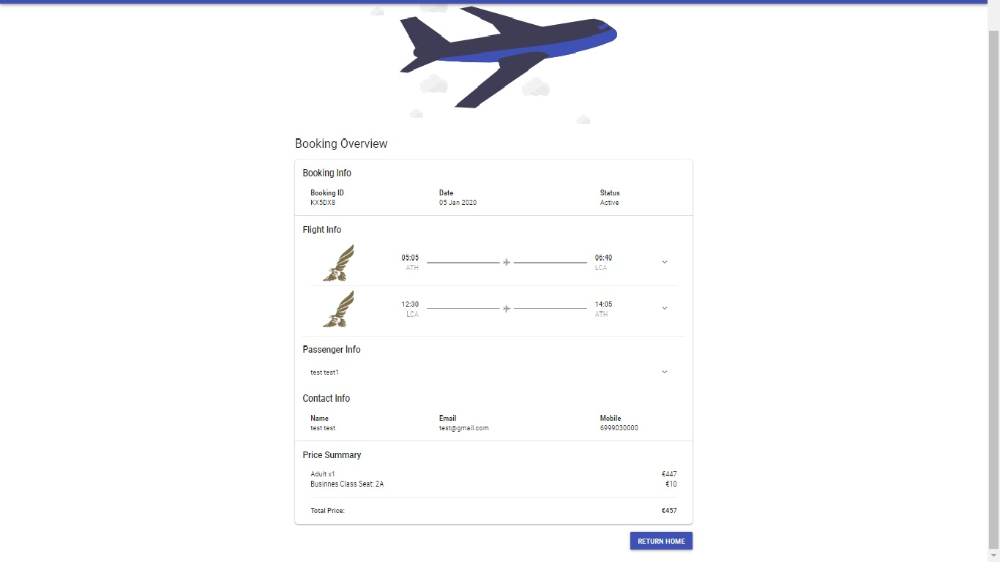 Booking Overview
Booking Info
Booking ID Date Status
KX5DX8 05 Jan 2020 Active
Flight Info
05:05 06:40
ATH LCA
12:30 14:05
LCA ATH
Passenger Info
test test1
Contact Info
Name Email Mobile
test test test@gmail.com 6999030000
Price Summary
Adult x1 €447
Businnes Class Seat: 2A €10
Total Price: €457
RETURN HOME